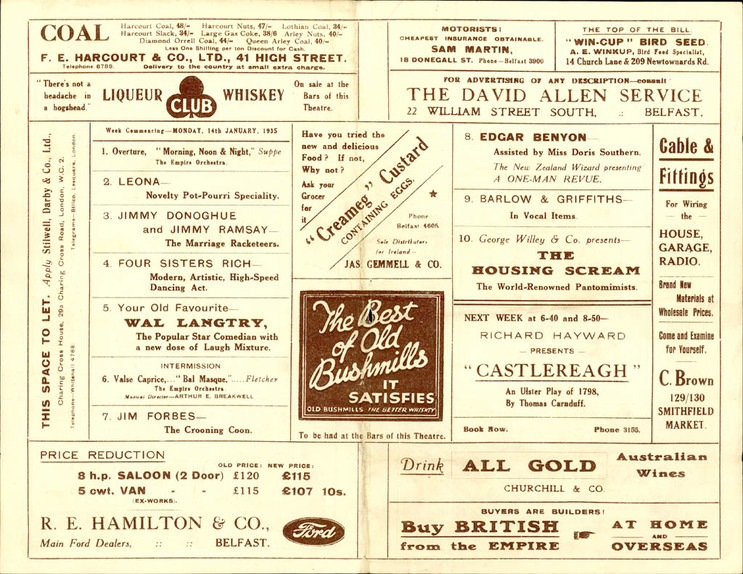 COAL
Harcourt Coal, 48/- Harcourt Nuts, 47/- Lothian Coal, 34/-
Harcourt Slack, 34/- Large Gas Coke, 38/6 Arley Nuts, 40/-
Diamond Orrell Coal, 44/- Queen Arley Coal, 40/-
Less One Shilling per ton Discount for Cash.
F. E. HARCOURT & CO., LTD., 41 HIGH STREET.
Telephone 6765. Delivery to the country at small extra charge.
MOTORISTS!
CHEAPEST INSURANCE OBTAINABLE.
SAM MARTIN,
18 DONEGALL ST. Phone—Belfast 3900
THE TOP OF THE BILL
"WIN-CUP" BIRD SEED.
A. E. WINKUP, Bird Food Specialist,
14 Church Lane & 209 Newtownards Rd.
"There's not a
headache in
a hogshead."
LIQUEUR CLUB WHISKEY
On sale at the
Bars of this
Theatre.
FOR ADVERTISING OF ANY DESCRIPTION—consult
THE DAVID ALLEN SERVICE
22 WILLIAM STREET SOUTH, :: BELFAST.
THIS SPACE TO LET. Apply Stilwell, Darby & Co., Ltd.,
Charing Cross House, 29a Charing Cross Road, London, W.C. 2.
Telephone—Whitehall 4768. Telegrams—Stildo, Lesquare, London.
Week Commencing—MONDAY, 14th JANUARY, 1935
1. Overture, "Morning, Noon & Night," Suppe
The Empire Orchestra.
2. LEONA—
Novelty Pot-Pourri Speciality.
3. JIMMY DONOGHUE
and JIMMY RAMSAY—
The Marriage Racketeers.
4. FOUR SISTERS RICH—
Modern, Artistic, High-Speed
Dancing Act.
5. Your Old Favourite—
WAL LANGTRY,
The Popular Star Comedian with
a new dose of Laugh Mixture.
INTERMISSION
6. Valse Caprice,..."Bal Masque,".....Fletcher
The Empire Orchestra
Musical Director—ARTHUR E. BREAKWELL
7. JIM FORBES—
The Crooning Coon.
Have you tried the
new and delicious
Food? If not,
Why not?
Ask your
Grocer
for
it
"Creameg" Custard
CONTAINING EGGS.
Phone
Belfast 4605.
Sole Distributors
for Ireland—
JAS. GEMMELL & CO.
The Best
of Old
Bushmills
IT
SATISFIES
OLD BUSHMILLS THE BETTER WHISKY
To be had at the Bars of this Theatre.
8. EDGAR BENYON—
Assisted by Miss Doris Southern.
The New Zealand Wizard presenting
A ONE-MAN REVUE.
9. BARLOW & GRIFFITHS—
In Vocal Items.
10. George Willey & Co. presents—
THE
HOUSING SCREAM
The World-Renowned Pantomimists.
NEXT WEEK at 6-40 and 8-50—
RICHARD HAYWARD
— PRESENTS —
"CASTLEREAGH"
An Ulster Play of 1798,
By Thomas Carnduff.
Book Now. Phone 3155.
Cable &
Fittings
For Wiring
— the —
HOUSE,
GARAGE,
RADIO.
Brand New
Materials at
Wholesale Prices.
Come and Examine
for Yourself.
C. Brown
129/130
SMITHFIELD
MARKET.
PRICE REDUCTION
OLD PRICE: NEW PRICE:
8 h.p. SALOON (2 Door) £120 £115
5 cwt. VAN - - £115 £107 10s.
(EX-WORKS).
R. E. HAMILTON & CO.,
Main Ford Dealers, :: :: BELFAST.
Ford
Drink ALL GOLD Australian
Wines
CHURCHILL & CO.
BUYERS ARE BUILDERS!
Buy BRITISH AT HOME
AND
from the EMPIRE OVERSEAS